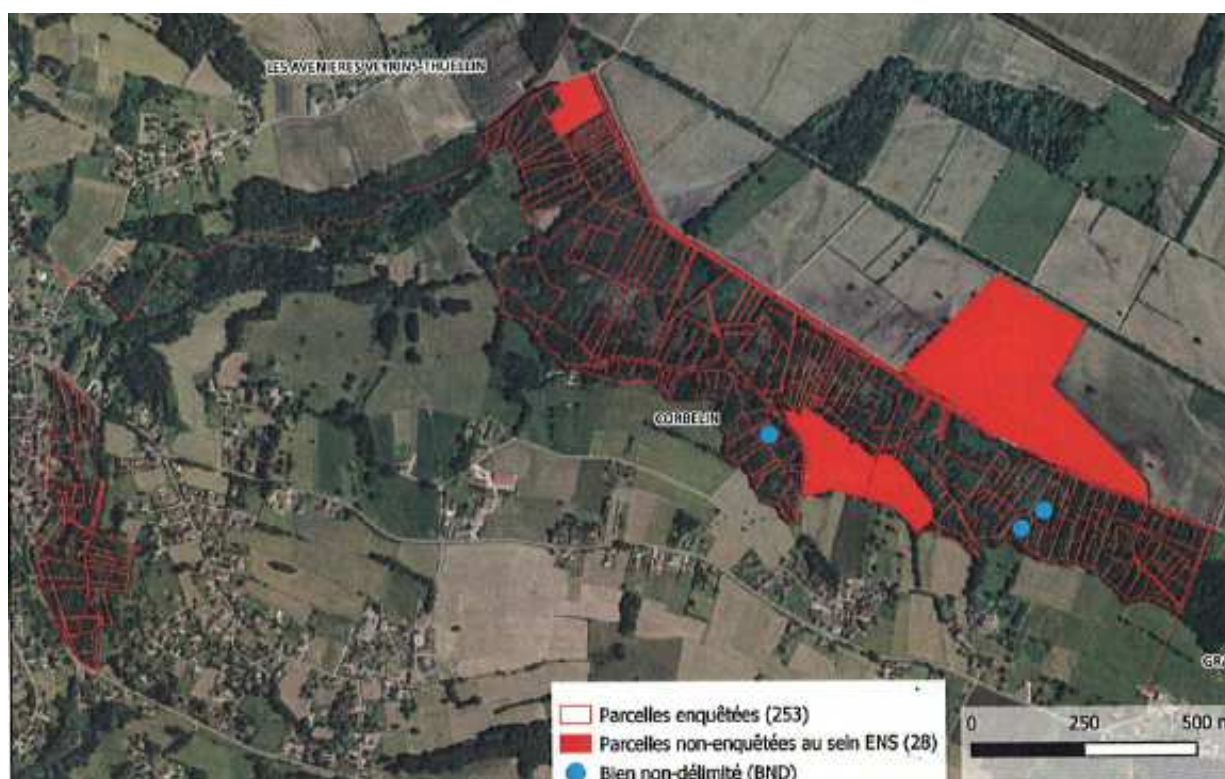 LES AVENIERES VEYRINS-THUELLIN
CORBELIN
GRA
Parcelles enquêtées (253)
Parcelles non-enquêtées au sein ENS (28)
Bien non-délimité (BND)
0 250 500 m